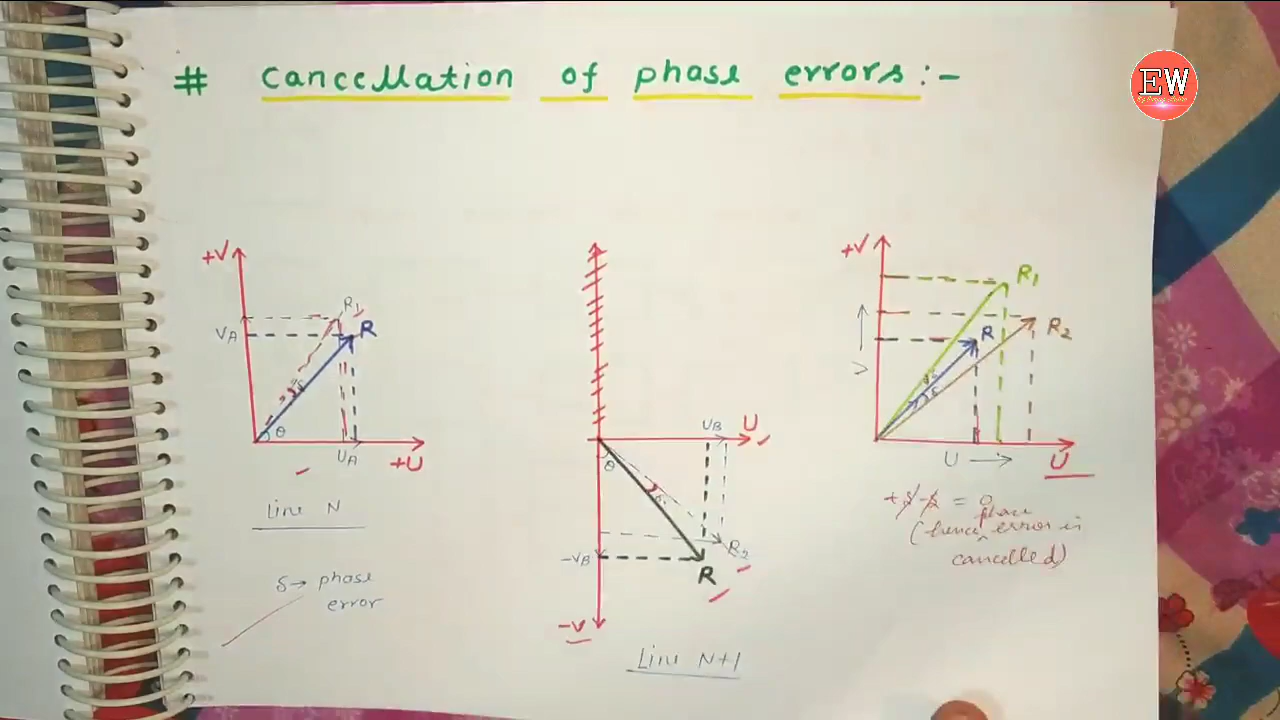 # Cancellation of phase errors:-
EW
+V
R1
R
VA
δ
θ
UA
+U
Line N
δ→ phase
error
UB
U
θ
δ
R2
-VB
R
-V
Line N+1
+V
R1
R2
R
δ
δ
V →
U →
U
+δ-δ = 0
(hence phase error is
cancelled)